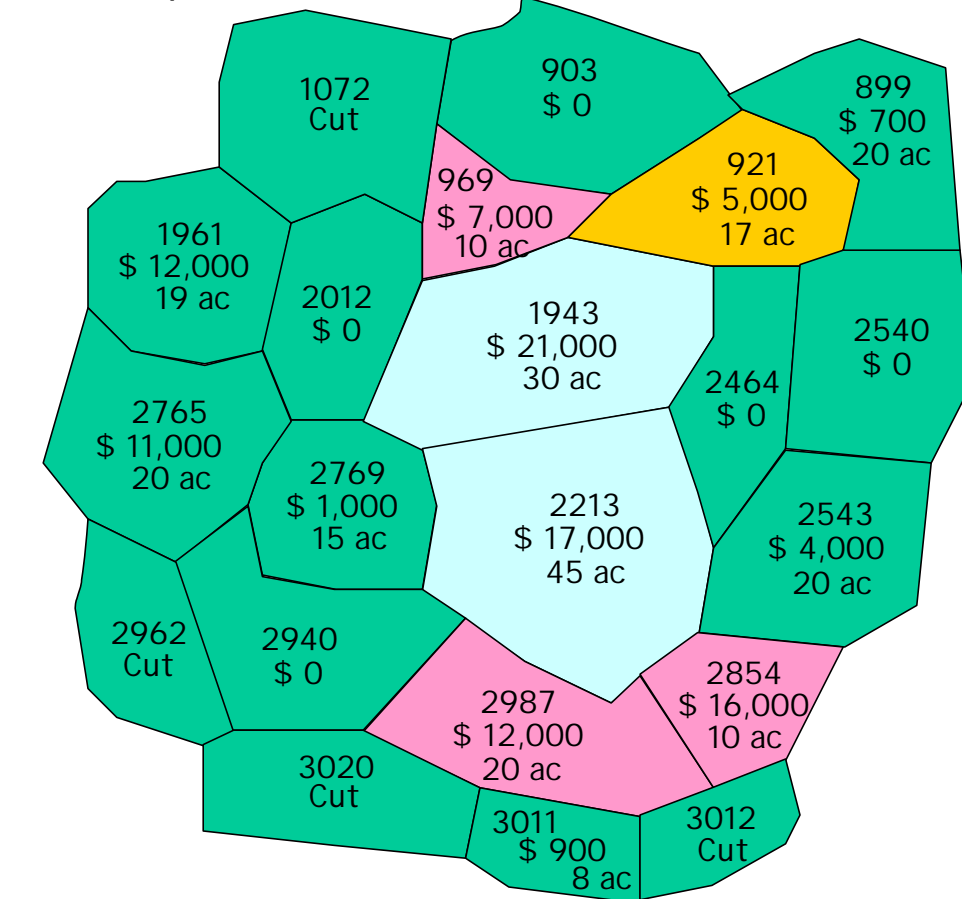 1072
Cut
903
$ 0
899
$ 700
20 ac
969
$ 7,000
10 ac
921
$ 5,000
17 ac
1961
$ 12,000
19 ac
2012
$ 0
1943
$ 21,000
30 ac
2464
$ 0
2540
$ 0
2765
$ 11,000
20 ac
2769
$ 1,000
15 ac
2213
$ 17,000
45 ac
2543
$ 4,000
20 ac
2962
Cut
2940
$ 0
2987
$ 12,000
20 ac
2854
$ 16,000
10 ac
3020
Cut
3011
$ 900
8 ac
3012
Cut